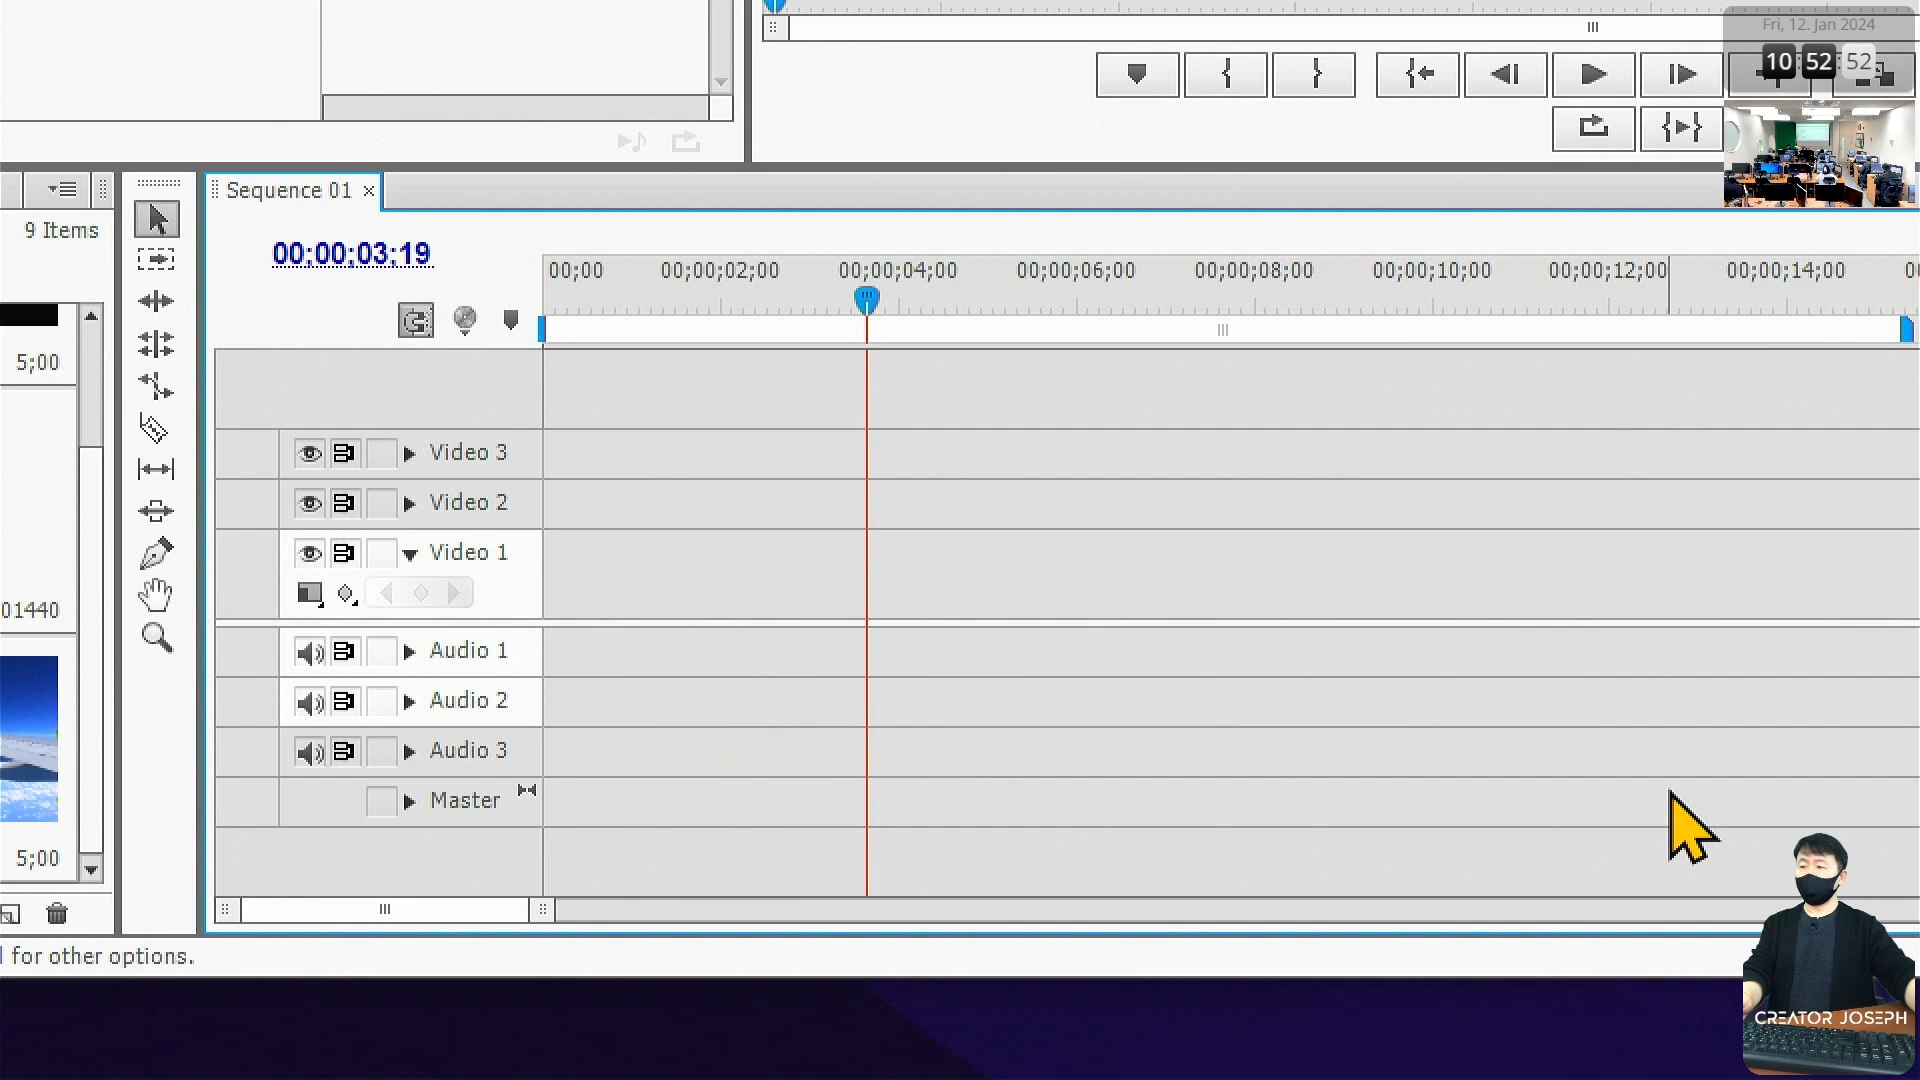 Fri, 12. Jan 2024
10 52 52
Sequence 01
9 Items
00;00;03;19
00;00 00;00;02;00 00;00;04;00 00;00;06;00 00;00;08;00 00;00;10;00 00;00;12;00 00;00;14;00
5;00
Video 3
Video 2
Video 1
01440
Audio 1
Audio 2
Audio 3
Master
5;00
for other options.
CREATOR JOSEPH